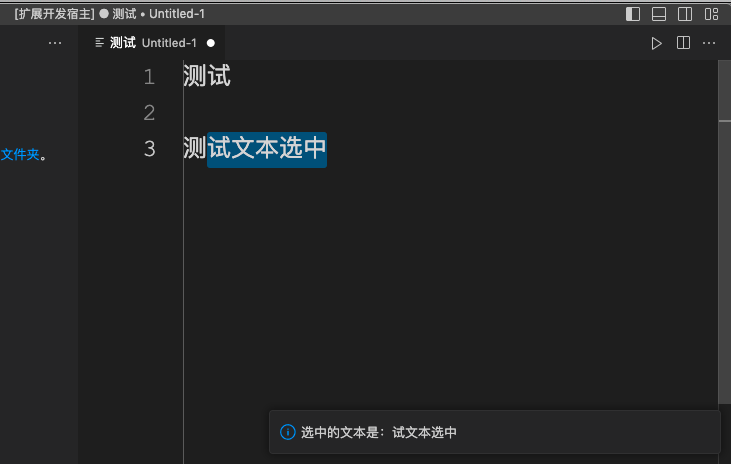 [扩展开发宿主] ● 测试 • Untitled-1
测试 Untitled-1 ●
1 测试
2
3 测试文本选中
文件夹。
选中的文本是：试文本选中